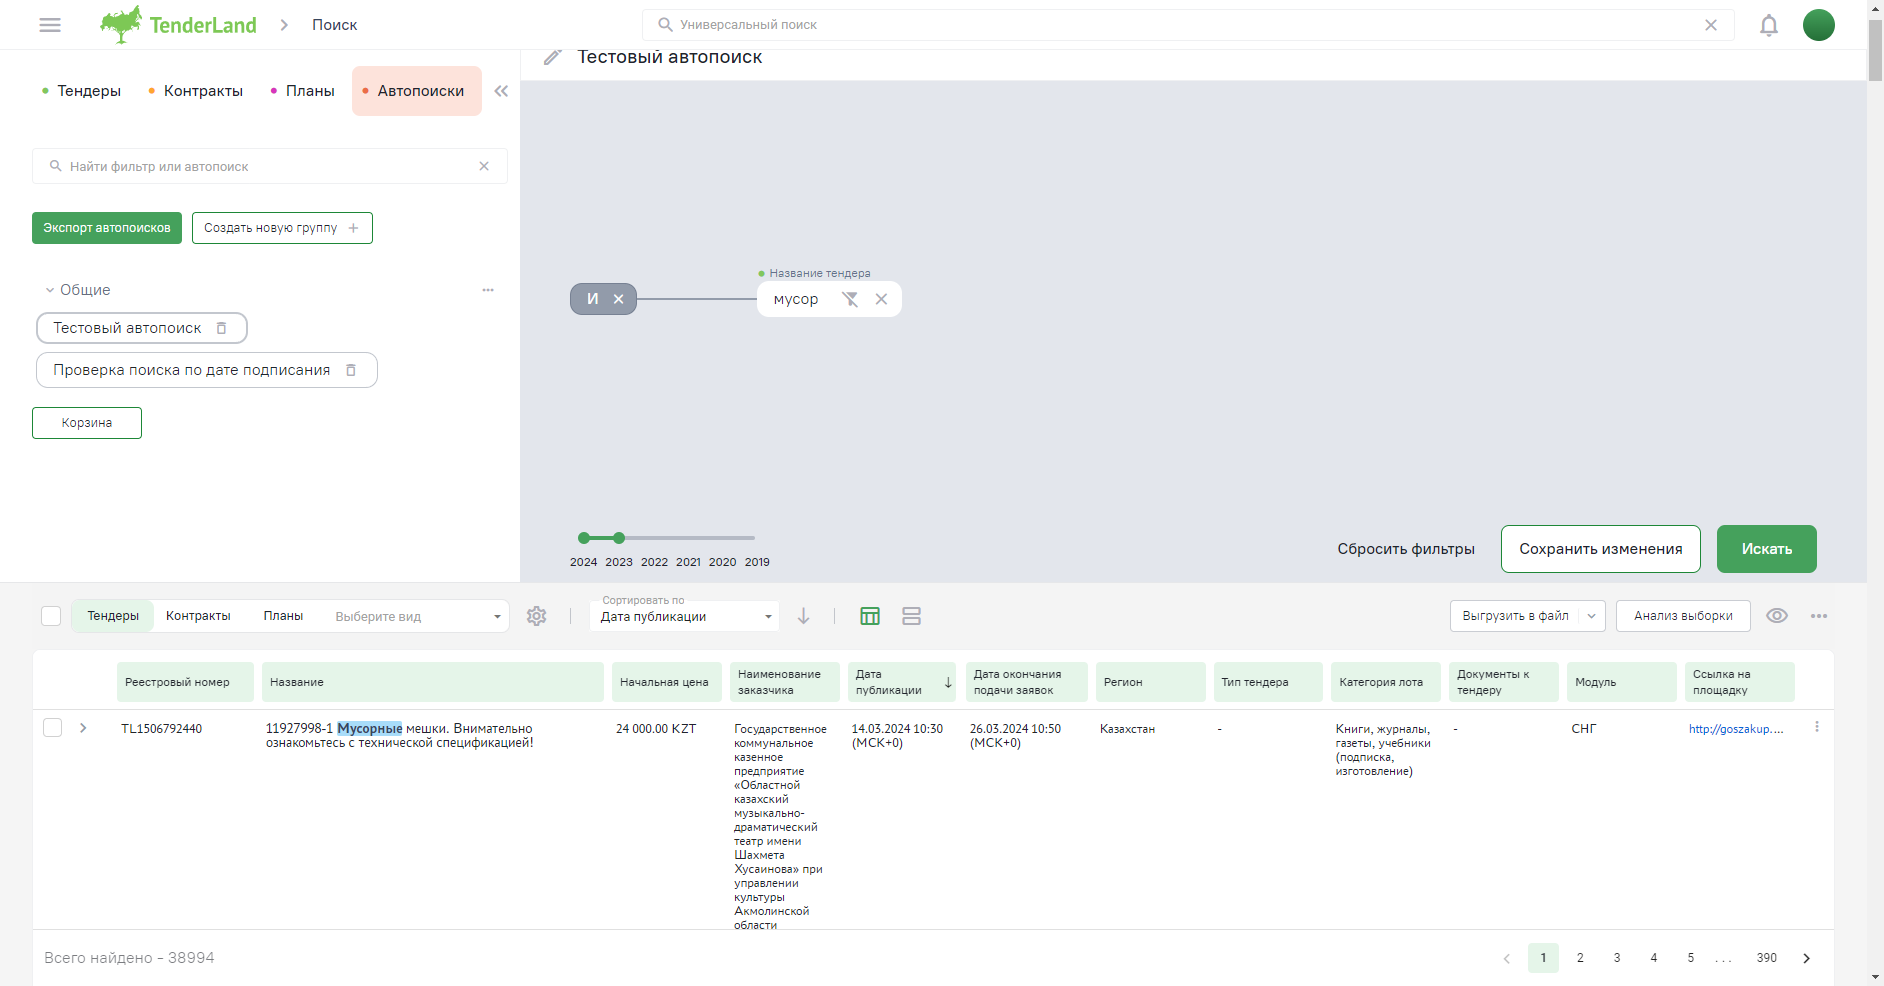 TenderLand
Поиск
Универсальный поиск
Тендеры
Контракты
Планы
Автопоиски
Найти фильтр или автопоиск
Экспорт автопоисков
Создать новую группу
Общие
Тестовый автопоиск
Проверка поиска по дате подписания
Корзина
Тестовый автопоиск
Название тендера
И
мусор
2024 2023 2022 2021 2020 2019
Сбросить фильтры
Сохранить изменения
Искать
Тендеры
Контракты
Планы
Выберите вид
Сортировать по
Дата публикации
Выгрузить в файл
Анализ выборки
Реестровый номер
Название
Начальная цена
Наименование
заказчика
Дата
публикации
Дата окончания
подачи заявок
Регион
Тип тендера
Категория лота
Документы к
тендеру
Модуль
Ссылка на
площадку
TL1506792440
11927998-1 Мусорные мешки. Внимательно
ознакомьтесь с технической спецификацией!
24 000.00 KZT
Государственное
коммунальное
казенное
предприятие
«Областной
казахский
музыкально-
драматический
театр имени
Шахмета
Хусаинова» при
управлении
культуры
Акмолинской
области
14.03.2024 10:30
(МСК+0)
26.03.2024 10:50
(МСК+0)
Казахстан
-
Книги, журналы,
газеты, учебники
(подписка,
изготовление)
-
СНГ
http://goszakup....
Всего найдено - 38994
1 2 3 4 5 ... 390